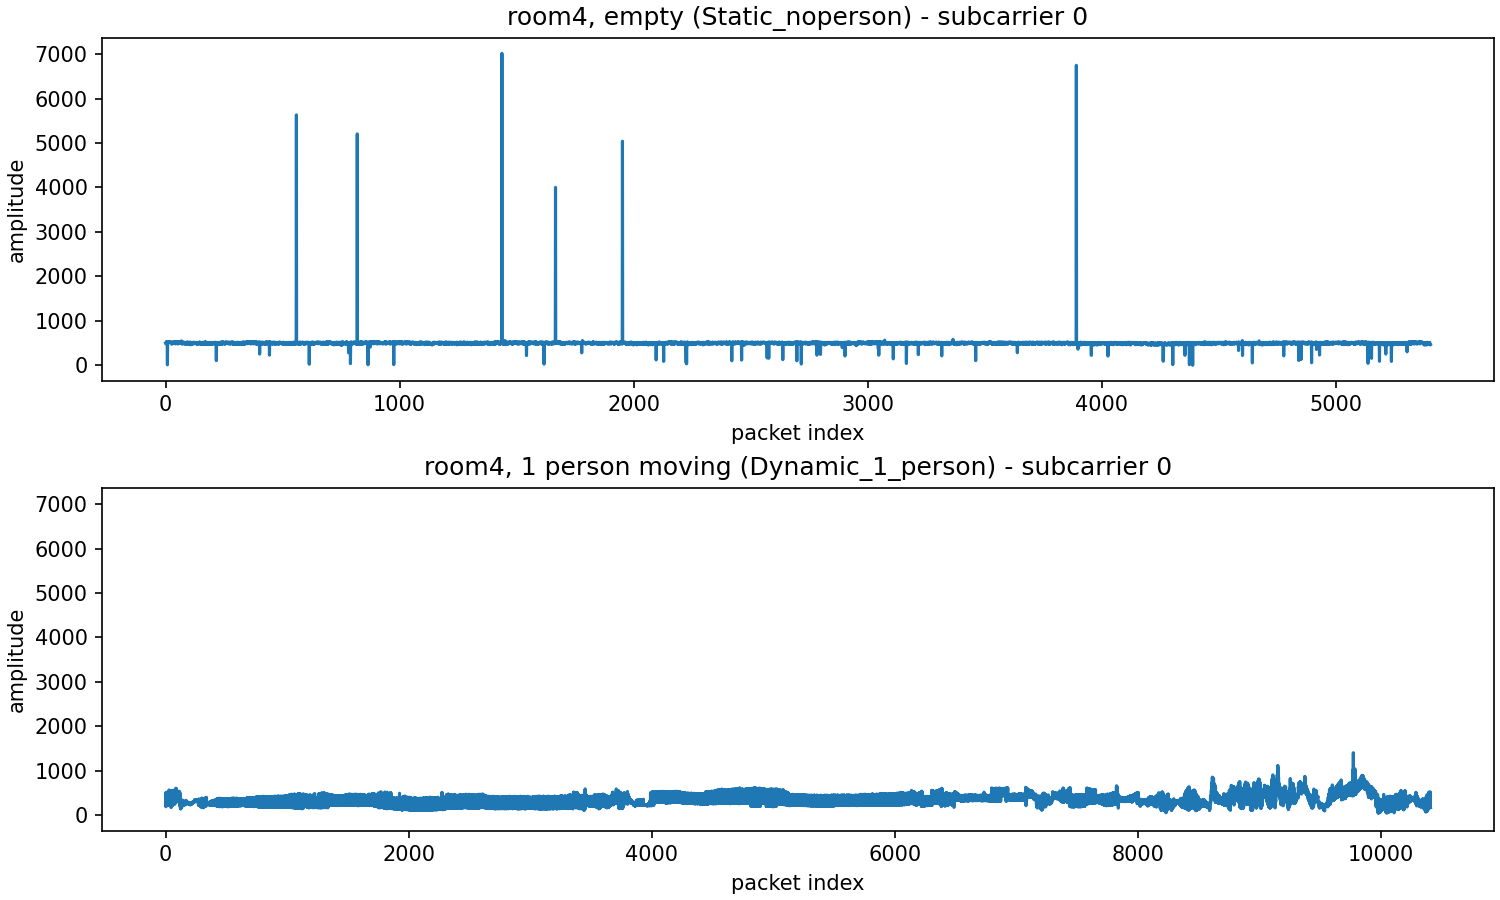 room4, empty (Static_noperson) - subcarrier 0
7000
6000
5000
4000
3000
2000
1000
0
amplitude
0 1000 2000 3000 4000 5000
packet index
room4, 1 person moving (Dynamic_1_person) - subcarrier 0
7000
6000
5000
4000
3000
2000
1000
0
amplitude
0 2000 4000 6000 8000 10000
packet index